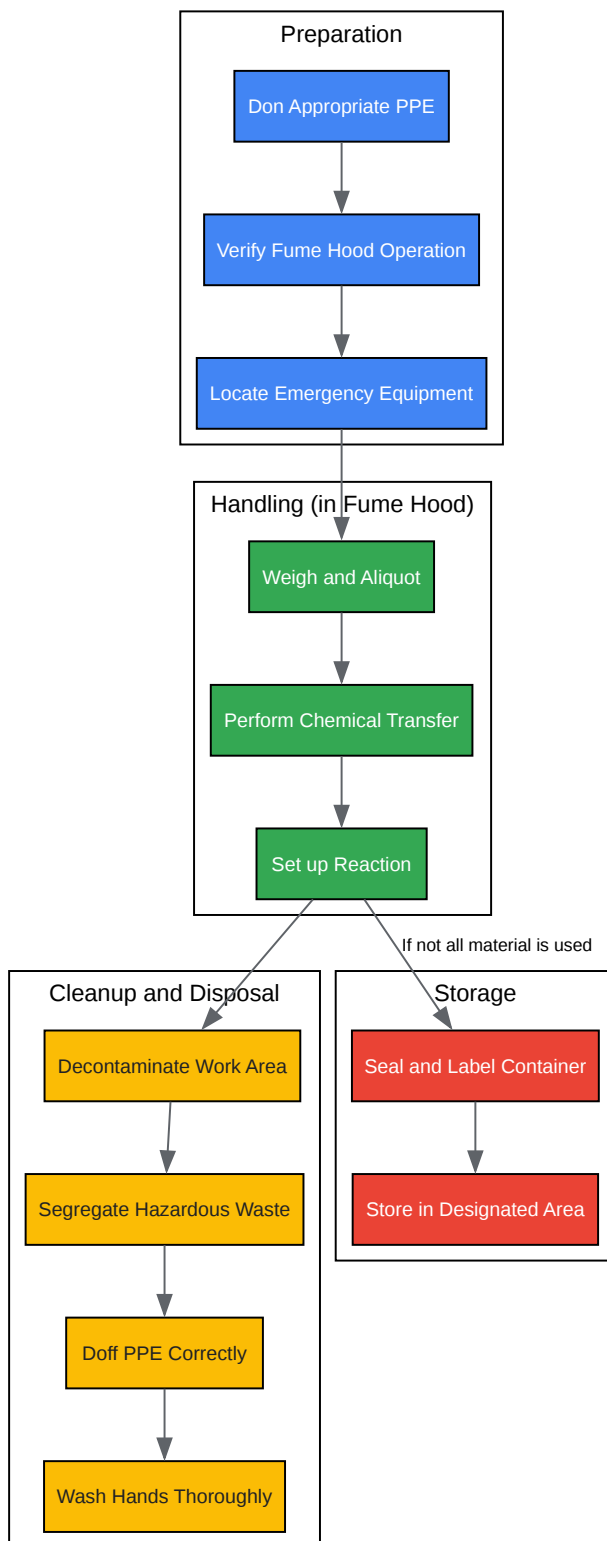 Preparation
Don Appropriate PPE
Verify Fume Hood Operation
Locate Emergency Equipment
Handling (in Fume Hood)
Weigh and Aliquot
Perform Chemical Transfer
Set up Reaction
If not all material is used
Cleanup and Disposal
Decontaminate Work Area
Segregate Hazardous Waste
Doff PPE Correctly
Wash Hands Thoroughly
Storage
Seal and Label Container
Store in Designated Area